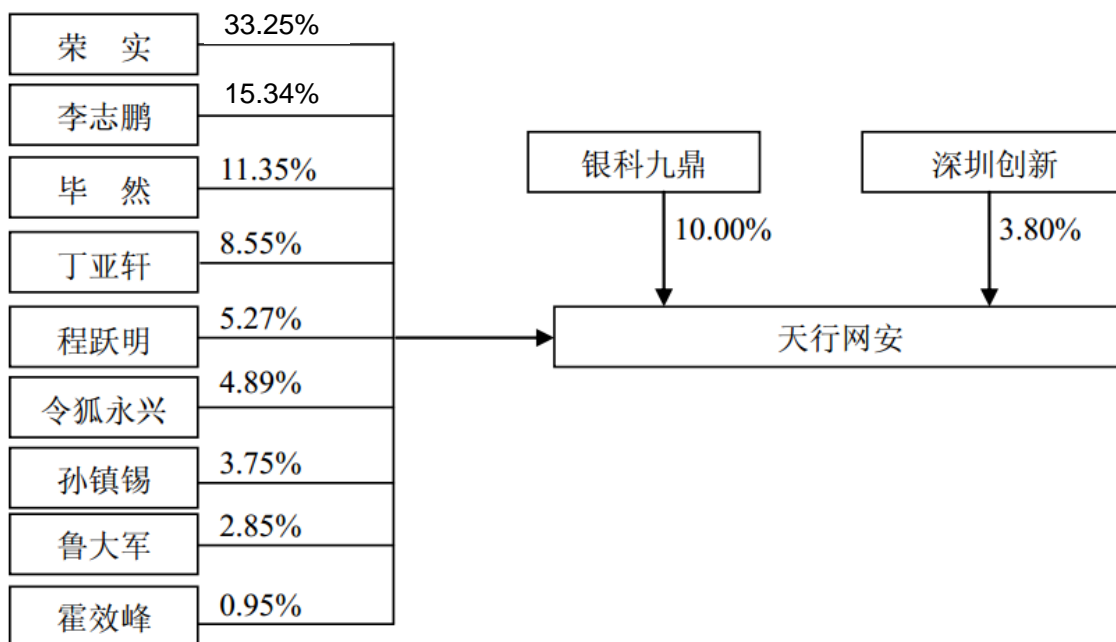 荣 实
33.25%
李志鹏
15.34%
毕 然
11.35%
丁亚轩
8.55%
程跃明
5.27%
令狐永兴
4.89%
孙镇锡
3.75%
鲁大军
2.85%
霍效峰
0.95%
银科九鼎
10.00%
深圳创新
3.80%
天行网安